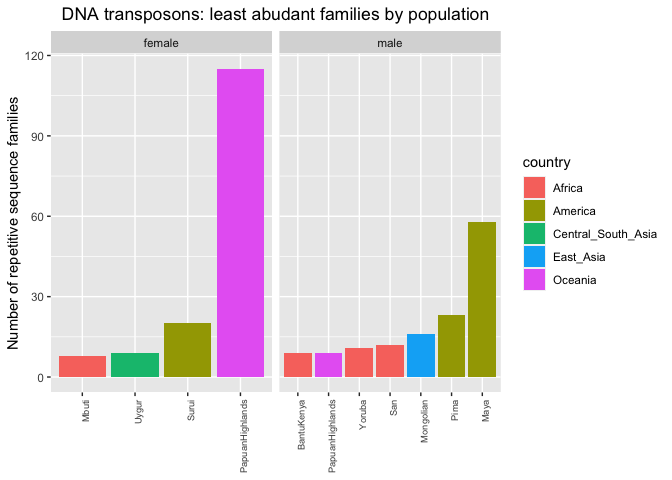 DNA transposons: least abudant families by population
female
male
Number of repetitive sequence families
120
90
60
30
0
Mbuti
Uygur
Surui
PapuanHighlands
BantuKenya
PapuanHighlands
Yoruba
San
Mongolian
Pima
Maya
country
Africa
America
Central_South_Asia
East_Asia
Oceania